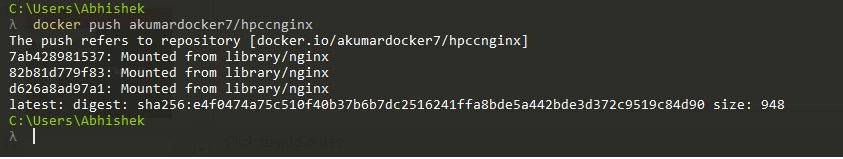 C:\Users\Abhishek
λ docker push akumardocker7/hpccnginx
The push refers to repository [docker.io/akumardocker7/hpccnginx]
7ab428981537: Mounted from library/nginx
82b81d779f83: Mounted from library/nginx
d626a8ad97a1: Mounted from library/nginx
latest: digest: sha256:e4f0474a75c510f40b37b6b7dc2516241ffa8bde5a442bde3d372c9519c84d90 size: 948
C:\Users\Abhishek
λ